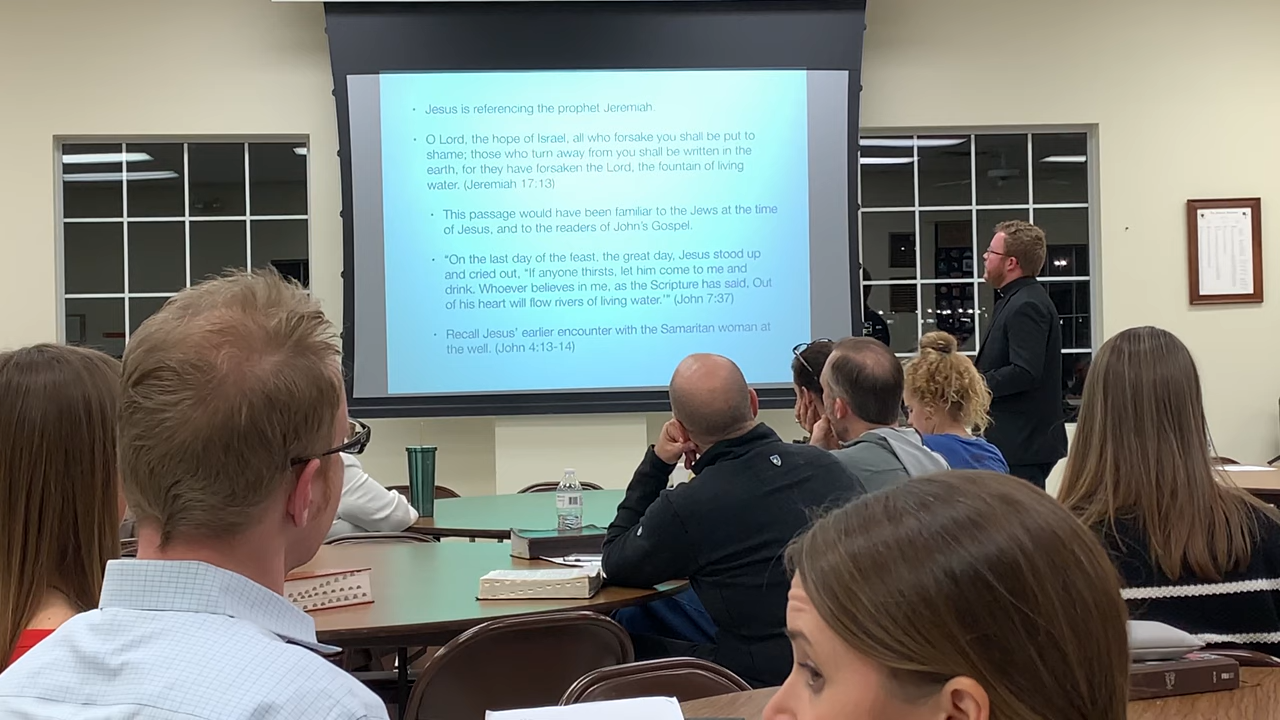 • Jesus is referencing the prophet Jeremiah.
• O Lord, the hope of Israel, all who forsake you shall be put to
shame; those who turn away from you shall be written in the
earth, for they have forsaken the Lord, the fountain of living
water. (Jeremiah 17:13)
• This passage would have been familiar to the Jews at the time
of Jesus, and to the readers of John's Gospel.
• "On the last day of the feast, the great day, Jesus stood up
and cried out, "If anyone thirsts, let him come to me and
drink. Whoever believes in me, as the Scripture has said, Out
of his heart will flow rivers of living water.'" (John 7:37)
• Recall Jesus' earlier encounter with the Samaritan woman at
the well. (John 4:13-14)